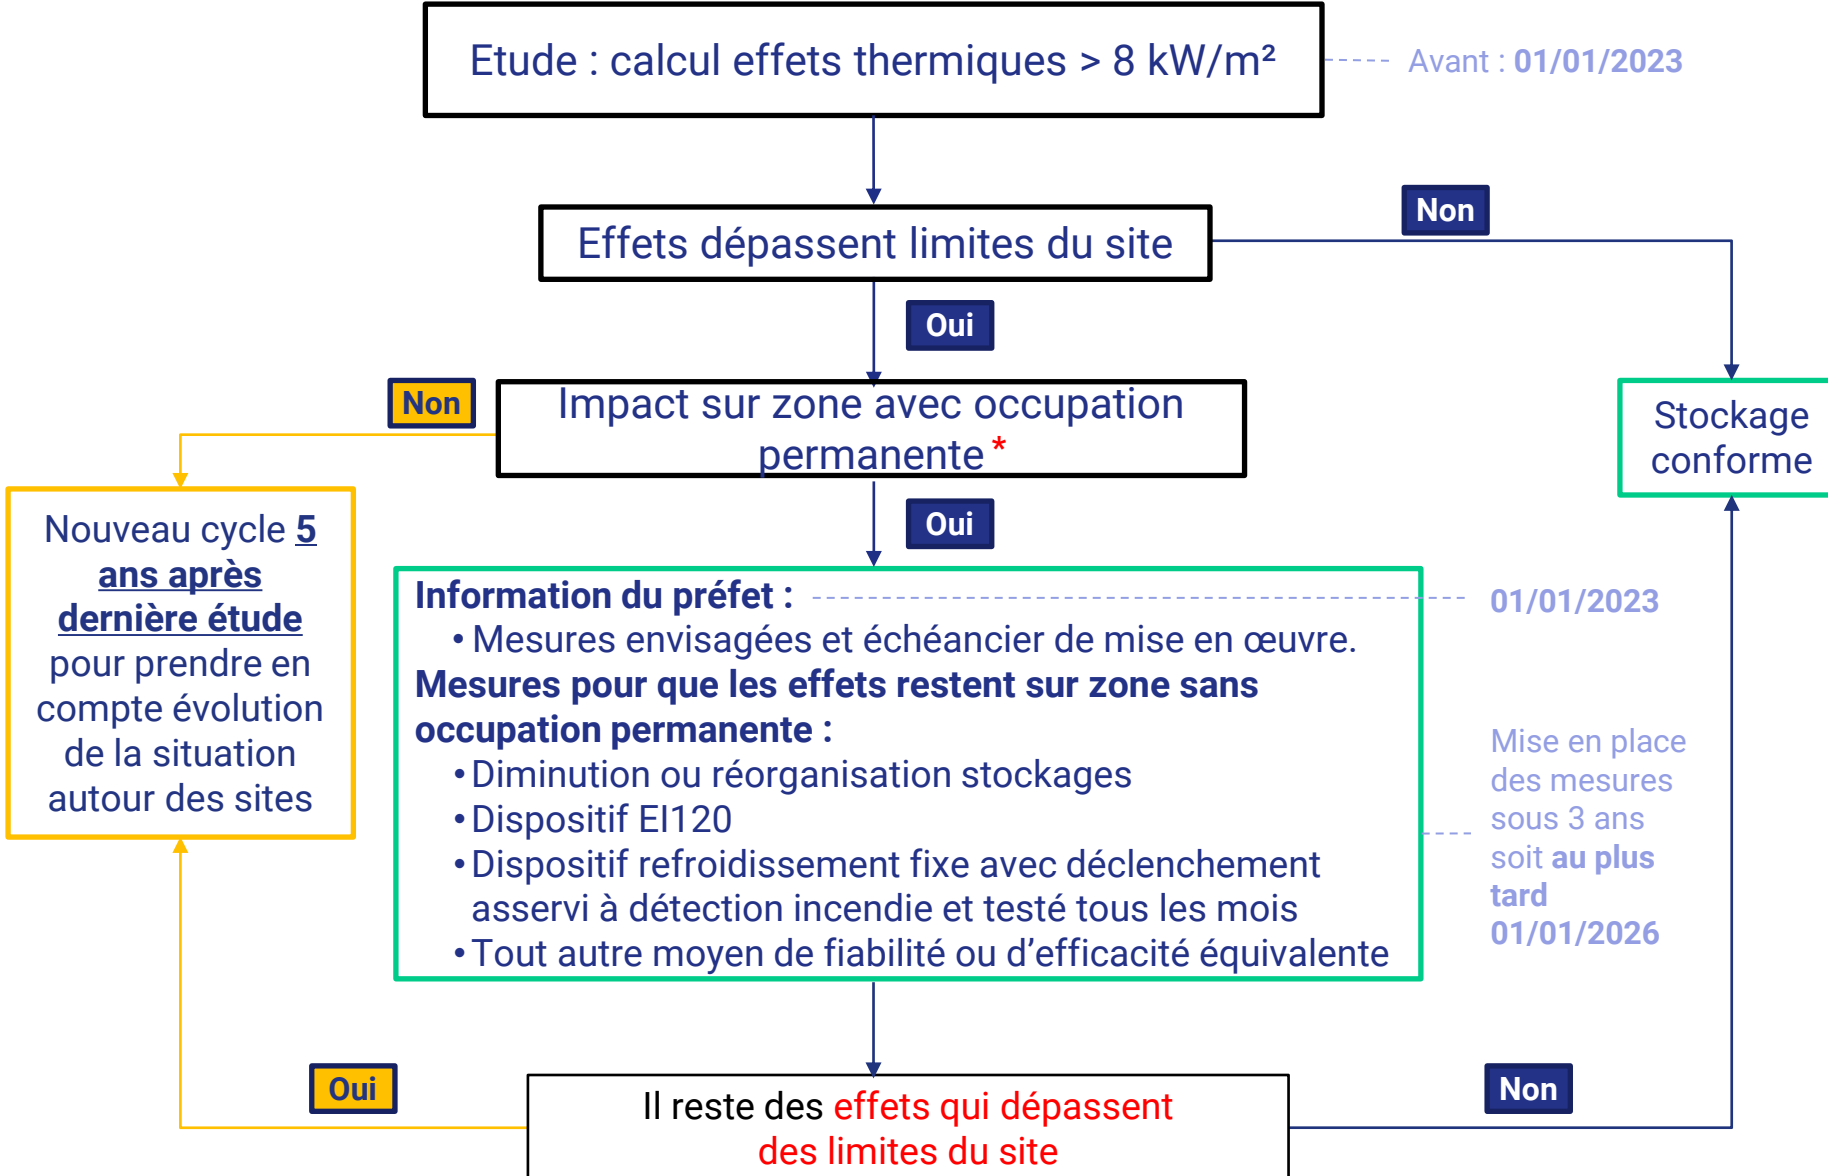 Etude : calcul effets thermiques > 8 kW/m²
Avant : 01/01/2023
Effets dépassent limites du site
Non
Oui
Non
Impact sur zone avec occupation
permanente *
Stockage
conforme
Oui
Nouveau cycle 5
ans après
dernière étude
pour prendre en
compte évolution
de la situation
autour des sites
Information du préfet :
• Mesures envisagées et échéancier de mise en œuvre.
Mesures pour que les effets restent sur zone sans
occupation permanente :
• Diminution ou réorganisation stockages
• Dispositif EI120
• Dispositif refroidissement fixe avec déclenchement
asservi à détection incendie et testé tous les mois
• Tout autre moyen de fiabilité ou d’efficacité équivalente
01/01/2023
Mise en place
des mesures
sous 3 ans
soit au plus
tard
01/01/2026
Oui
Il reste des effets qui dépassent
des limites du site
Non